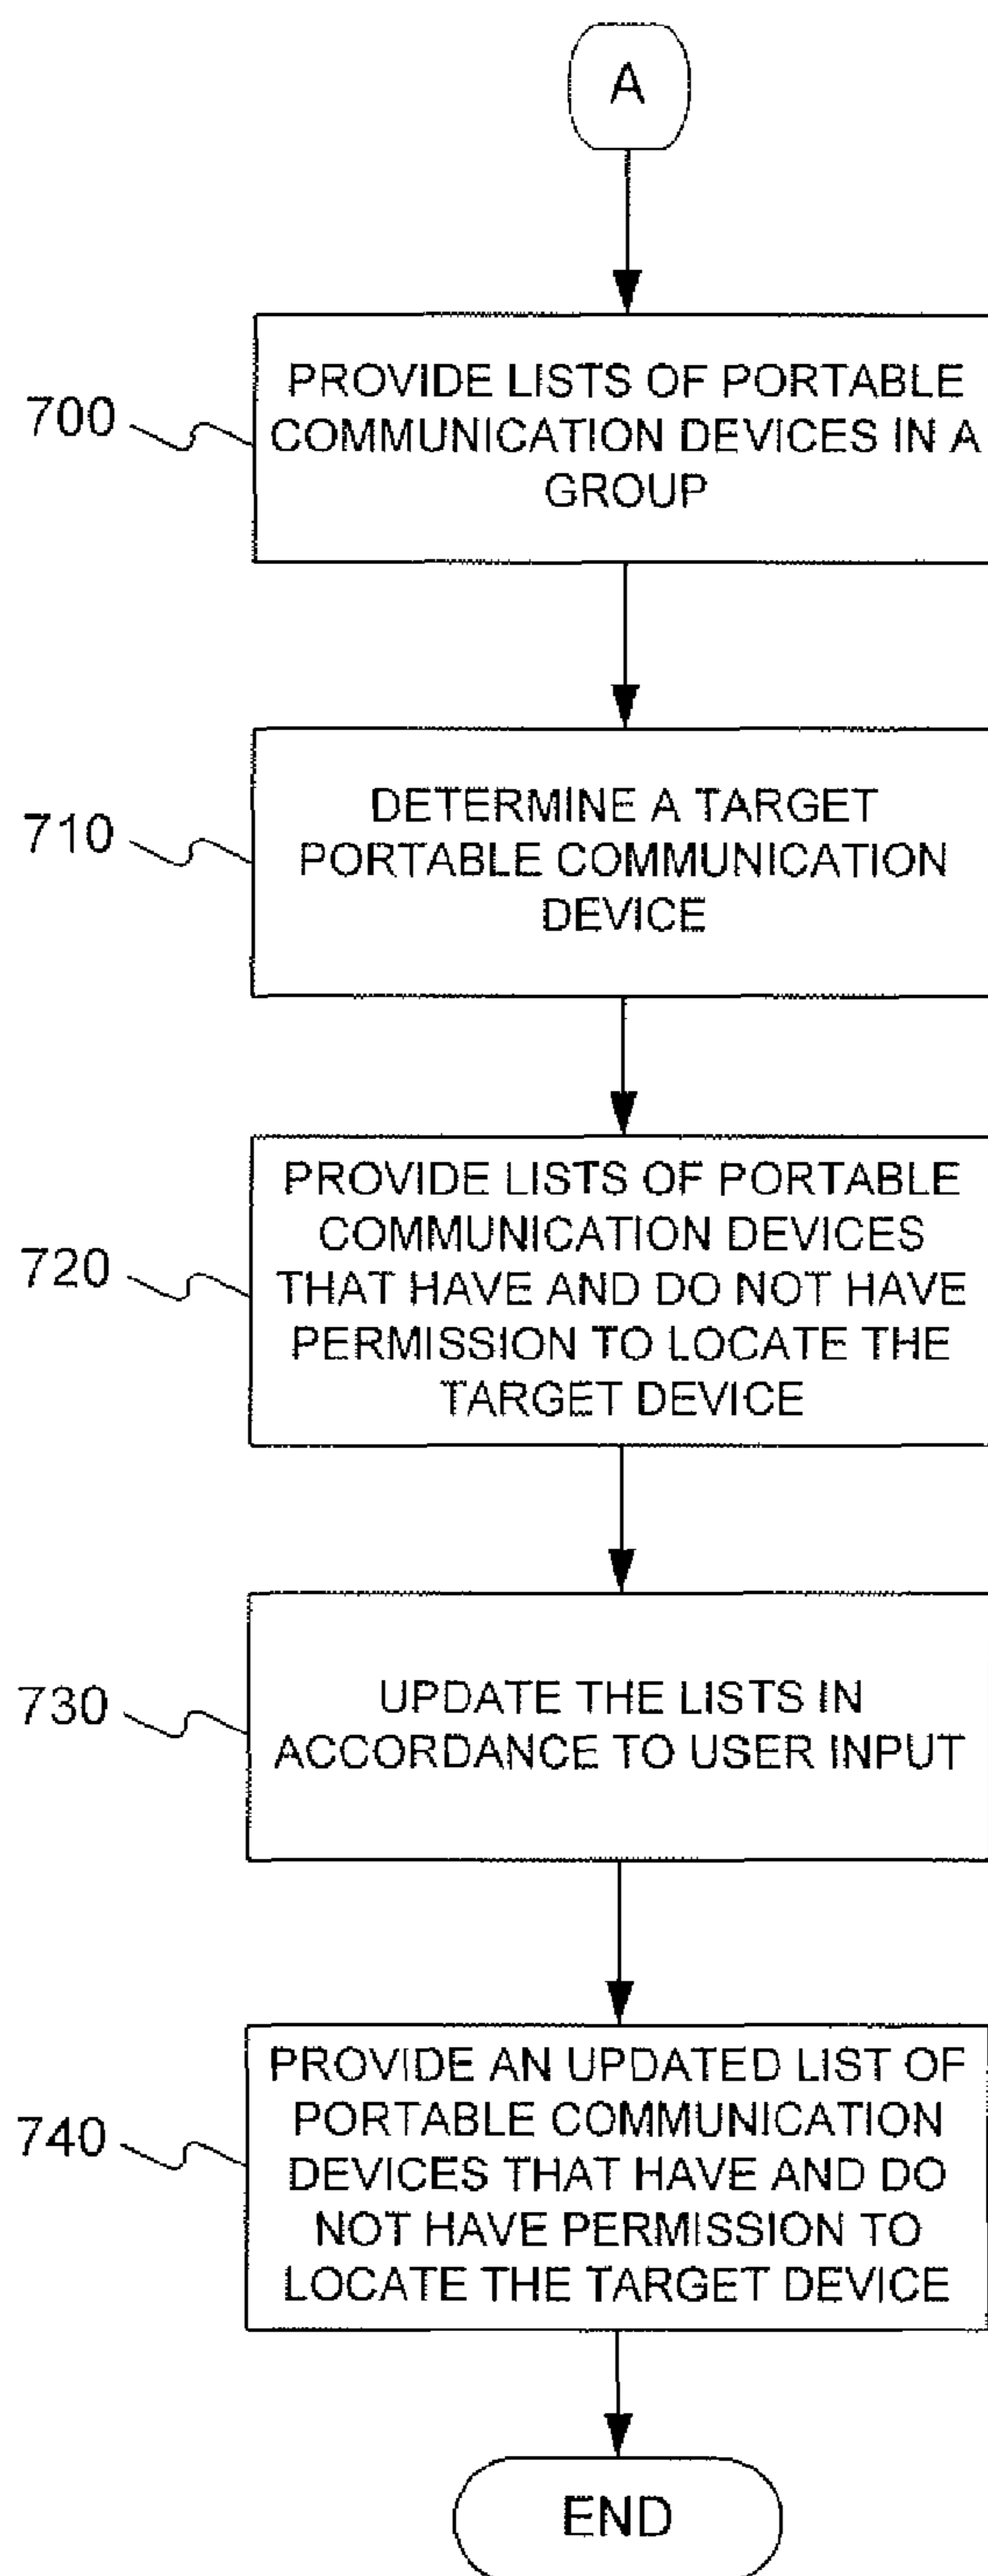 A
700
PROVIDE LISTS OF PORTABLE
COMMUNICATION DEVICES IN A
GROUP
710
DETERMINE A TARGET
PORTABLE COMMUNICATION
DEVICE
720
PROVIDE LISTS OF PORTABLE
COMMUNICATION DEVICES
THAT HAVE AND DO NOT HAVE
PERMISSION TO LOCATE THE
TARGET DEVICE
730
UPDATE THE LISTS IN
ACCORDANCE TO USER INPUT
740
PROVIDE AN UPDATED LIST OF
PORTABLE COMMUNICATION
DEVICES THAT HAVE AND DO
NOT HAVE PERMISSION TO
LOCATE THE TARGET DEVICE
END